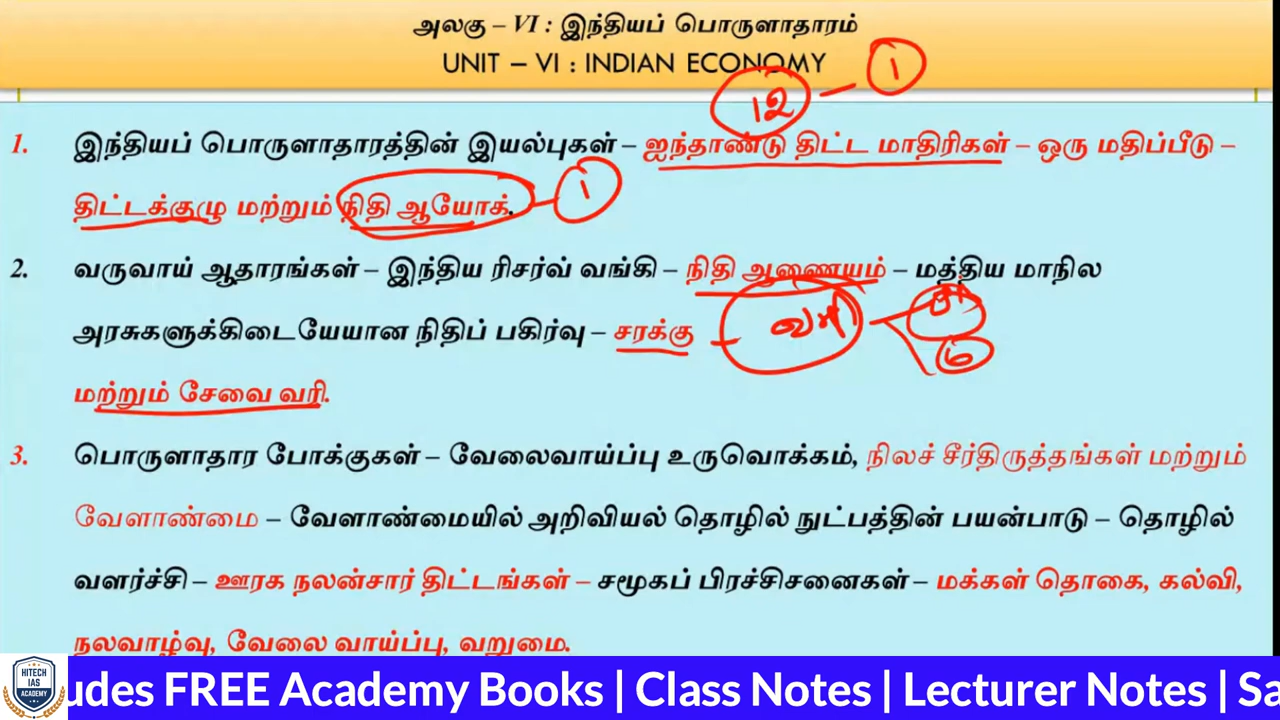 அலகு – VI : இந்தியப் பொருளாதாரம்
UNIT – VI : INDIAN ECONOMY
12 – 1
1. இந்தியப் பொருளாதாரத்தின் இயல்புகள் – ஐந்தாண்டு திட்ட மாதிரிகள் – ஒரு மதிப்பீடு –
திட்டக்குழு மற்றும் நிதி ஆயோக். – 1
2. வருவாய் ஆதாரங்கள் – இந்திய ரிசர்வ் வங்கி – நிதி ஆணையம் – மத்திய மாநில
அரசுகளுக்கிடையேயான நிதிப் பகிர்வு – சரக்கு – வரி
மற்றும் சேவை வரி.
3. பொருளாதார போக்குகள் – வேலைவாய்ப்பு உருவொக்கம், நிலச் சீர்திருத்தங்கள் மற்றும்
வேளாண்மை – வேளாண்மையில் அறிவியல் தொழில் நுட்பத்தின் பயன்பாடு – தொழில்
வளர்ச்சி – ஊரக நலன்சார் திட்டங்கள் – சமூகப் பிரச்சிசனைகள் – மக்கள் தொகை, கல்வி,
நலவாழ்வு, வேலை வாய்ப்பு, வறுமை.
HITECH
IAS
ACADEMY
udes FREE Academy Books | Class Notes | Lecturer Notes | Sa